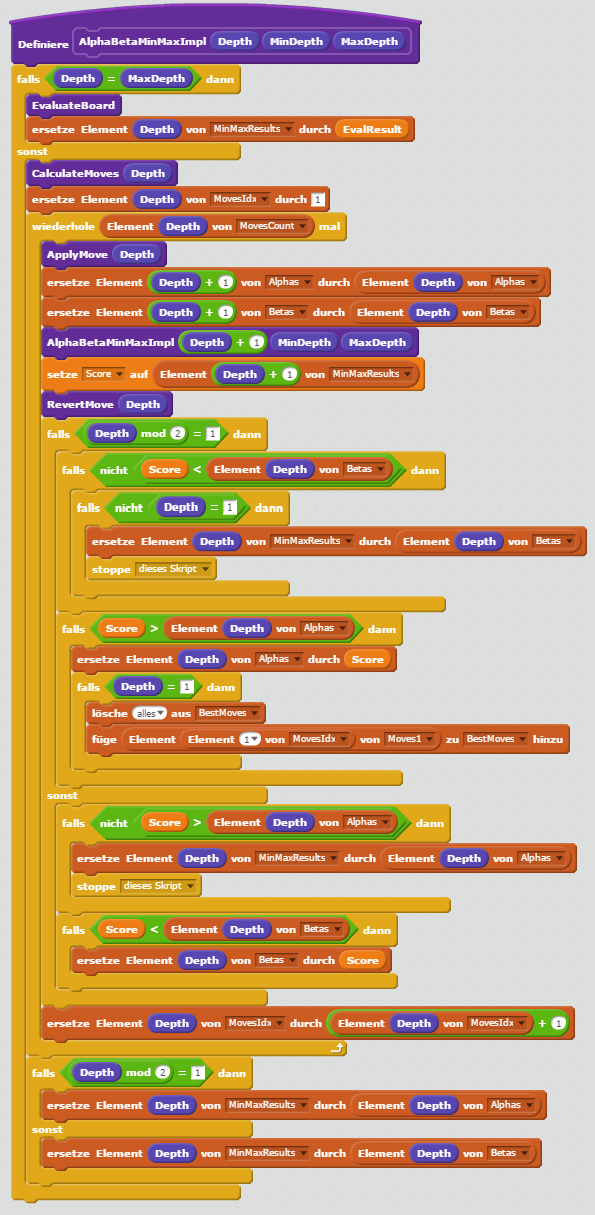 Definiere AlphaBetaMinMaxImpl Depth MinDepth MaxDepth
falls Depth = MaxDepth dann
EvaluateBoard
ersetze Element Depth von MinMaxResults durch EvalResult
sonst
CalculateMoves Depth
ersetze Element Depth von MovesIdx durch 1
wiederhole Element Depth von MovesCount mal
ApplyMove Depth
ersetze Element Depth + 1 von Alphas durch Element Depth von Alphas
ersetze Element Depth + 1 von Betas durch Element Depth von Betas
AlphaBetaMinMaxImpl Depth + 1 MinDepth MaxDepth
setze Score auf Element Depth + 1 von MinMaxResults
RevertMove Depth
falls Depth mod 2 = 1 dann
falls nicht Score < Element Depth von Betas dann
falls nicht Depth = 1 dann
ersetze Element Depth von MinMaxResults durch Element Depth von Betas
stoppe dieses Skript
falls Score > Element Depth von Alphas dann
ersetze Element Depth von Alphas durch Score
falls Depth = 1 dann
lösche alles aus BestMoves
füge Element Element 1 von MovesIdx von Moves1 zu BestMoves hinzu
sonst
falls nicht Score > Element Depth von Alphas dann
ersetze Element Depth von MinMaxResults durch Element Depth von Alphas
stoppe dieses Skript
falls Score < Element Depth von Betas dann
ersetze Element Depth von Betas durch Score
ersetze Element Depth von MovesIdx durch Element Depth von MovesIdx + 1
falls Depth mod 2 = 1 dann
ersetze Element Depth von MinMaxResults durch Element Depth von Alphas
sonst
ersetze Element Depth von MinMaxResults durch Element Depth von Betas